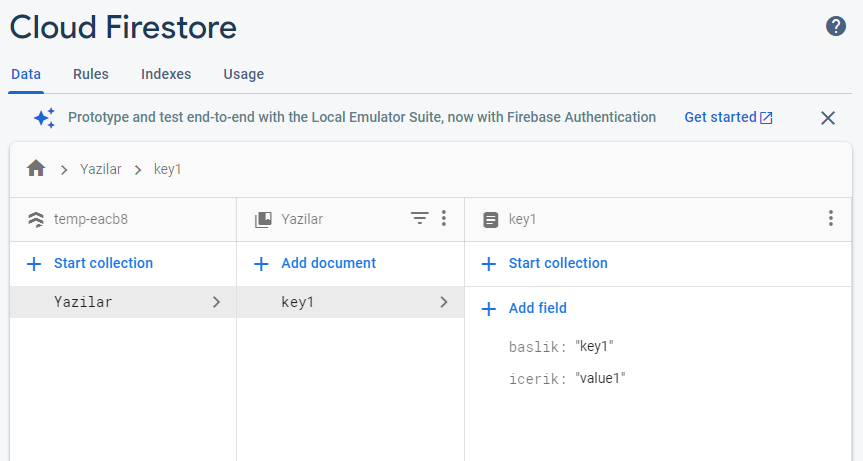 Cloud Firestore
Data Rules Indexes Usage
Prototype and test end-to-end with the Local Emulator Suite, now with Firebase Authentication Get started
Yazilar key1
temp-eacb8 Yazilar key1
Start collection Add document Start collection
Yazilar key1 Add field
baslik: "key1"
icerik: "value1"